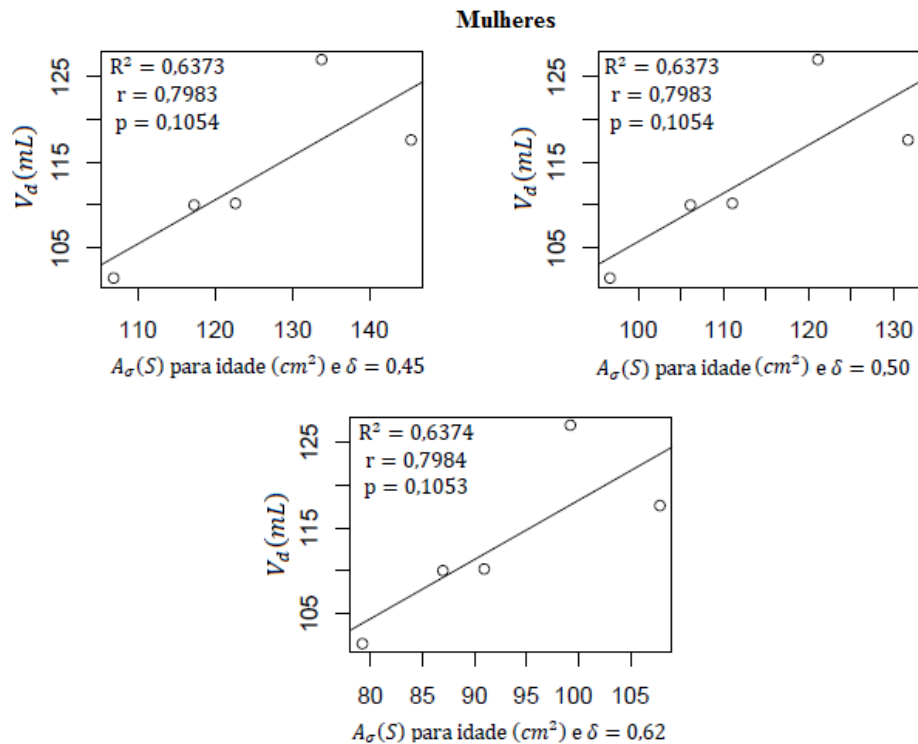 Mulheres
R² = 0,6373
r = 0,7983
p = 0,1054
V_d(mL)
125
115
105
110 120 130 140
A_σ(S) para idade (cm²) e δ = 0,45
R² = 0,6373
r = 0,7983
p = 0,1054
V_d(mL)
125
115
105
100 110 120 130
A_σ(S) para idade (cm²) e δ = 0,50
R² = 0,6374
r = 0,7984
p = 0,1053
V_d(mL)
125
115
105
80 85 90 95 100 105
A_σ(S) para idade (cm²) e δ = 0,62